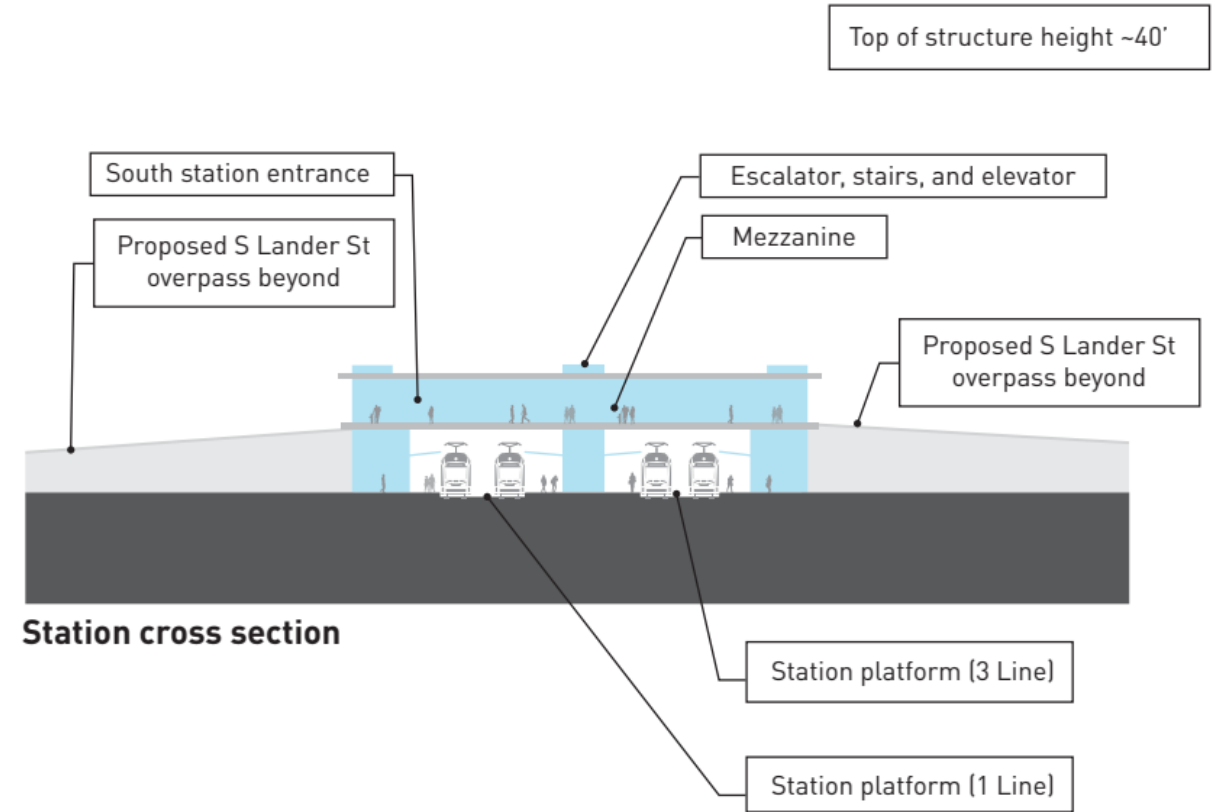 Top of structure height ~40’
South station entrance
Escalator, stairs, and elevator
Proposed S Lander St
overpass beyond
Mezzanine
Proposed S Lander St
overpass beyond
Station cross section
Station platform (3 Line)
Station platform (1 Line)